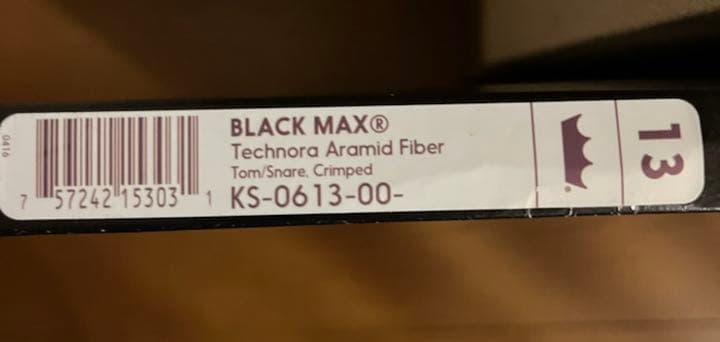 0416
7 57242 15303 1
BLACK MAX®
Technora Aramid Fiber
Tom/Snare, Crimped
KS-0613-00-
13